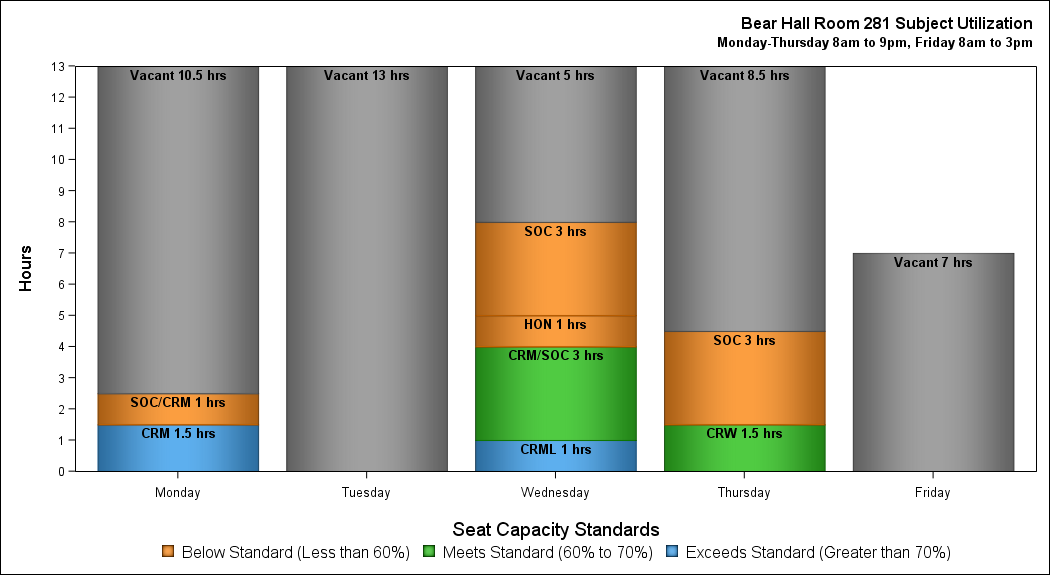 Bear Hall Room 281 Subject Utilization
Monday-Thursday 8am to 9pm, Friday 8am to 3pm
Hours
13
12
11
10
9
8
7
6
5
4
3
2
1
0
Vacant 10.5 hrs
SOC/CRM 1 hrs
CRM 1.5 hrs
Vacant 13 hrs
Vacant 5 hrs
SOC 3 hrs
HON 1 hrs
CRM/SOC 3 hrs
CRML 1 hrs
Vacant 8.5 hrs
SOC 3 hrs
CRW 1.5 hrs
Vacant 7 hrs
Monday Tuesday Wednesday Thursday Friday
Seat Capacity Standards
Below Standard (Less than 60%) Meets Standard (60% to 70%) Exceeds Standard (Greater than 70%)